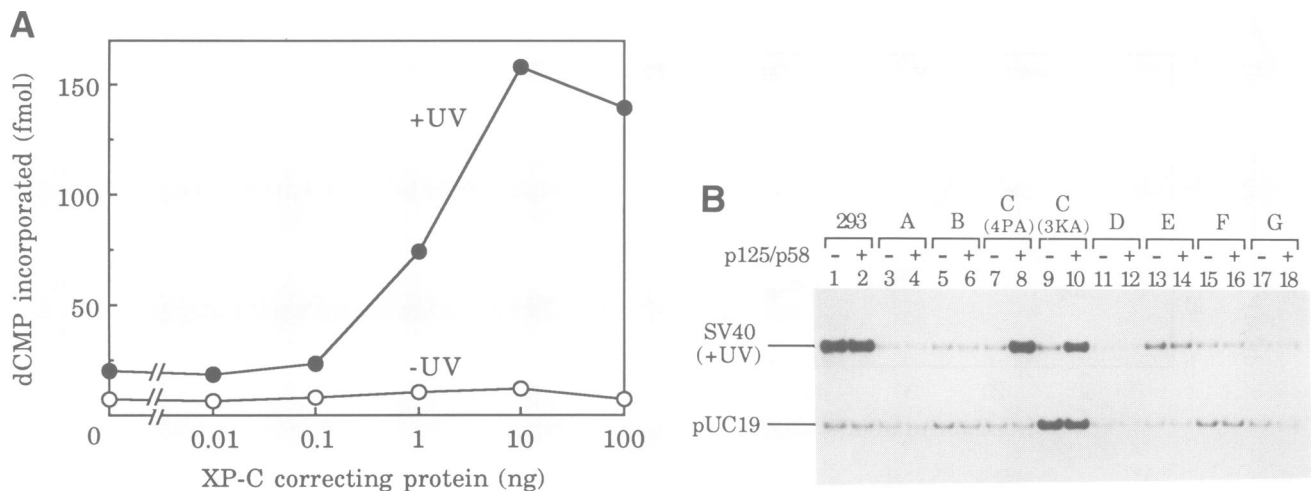 A
dCMP incorporated (fmol)
150
100
50
0
+UV
-UV
0.01 0.1 1 10 100
XP-C correcting protein (ng)
B
293 A B C C D E F G
(4PA) (3KA)
p125/p58 - + - + - + - + - + - + - + - + - +
1 2 3 4 5 6 7 8 9 10 11 12 13 14 15 16 17 18
SV40
(+UV)
pUC19